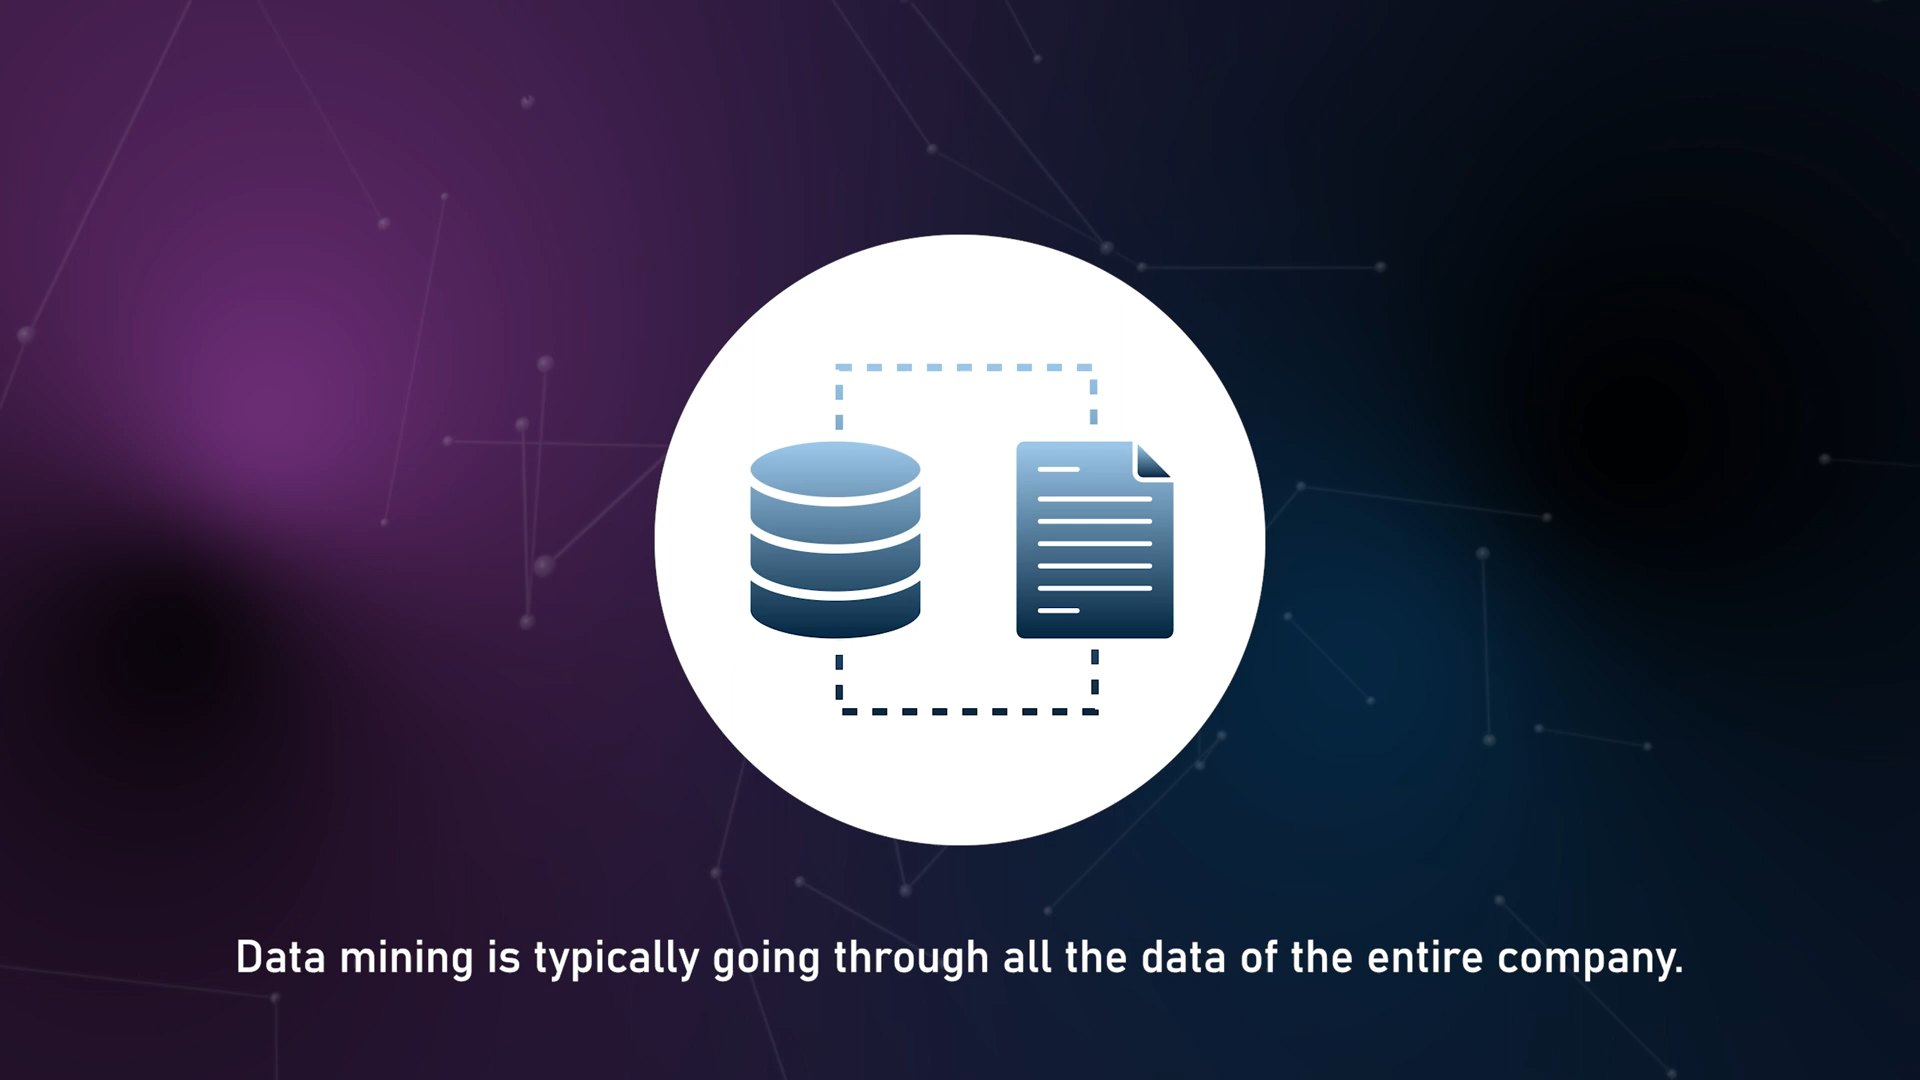 Data mining is typically going through all the data of the entire company.